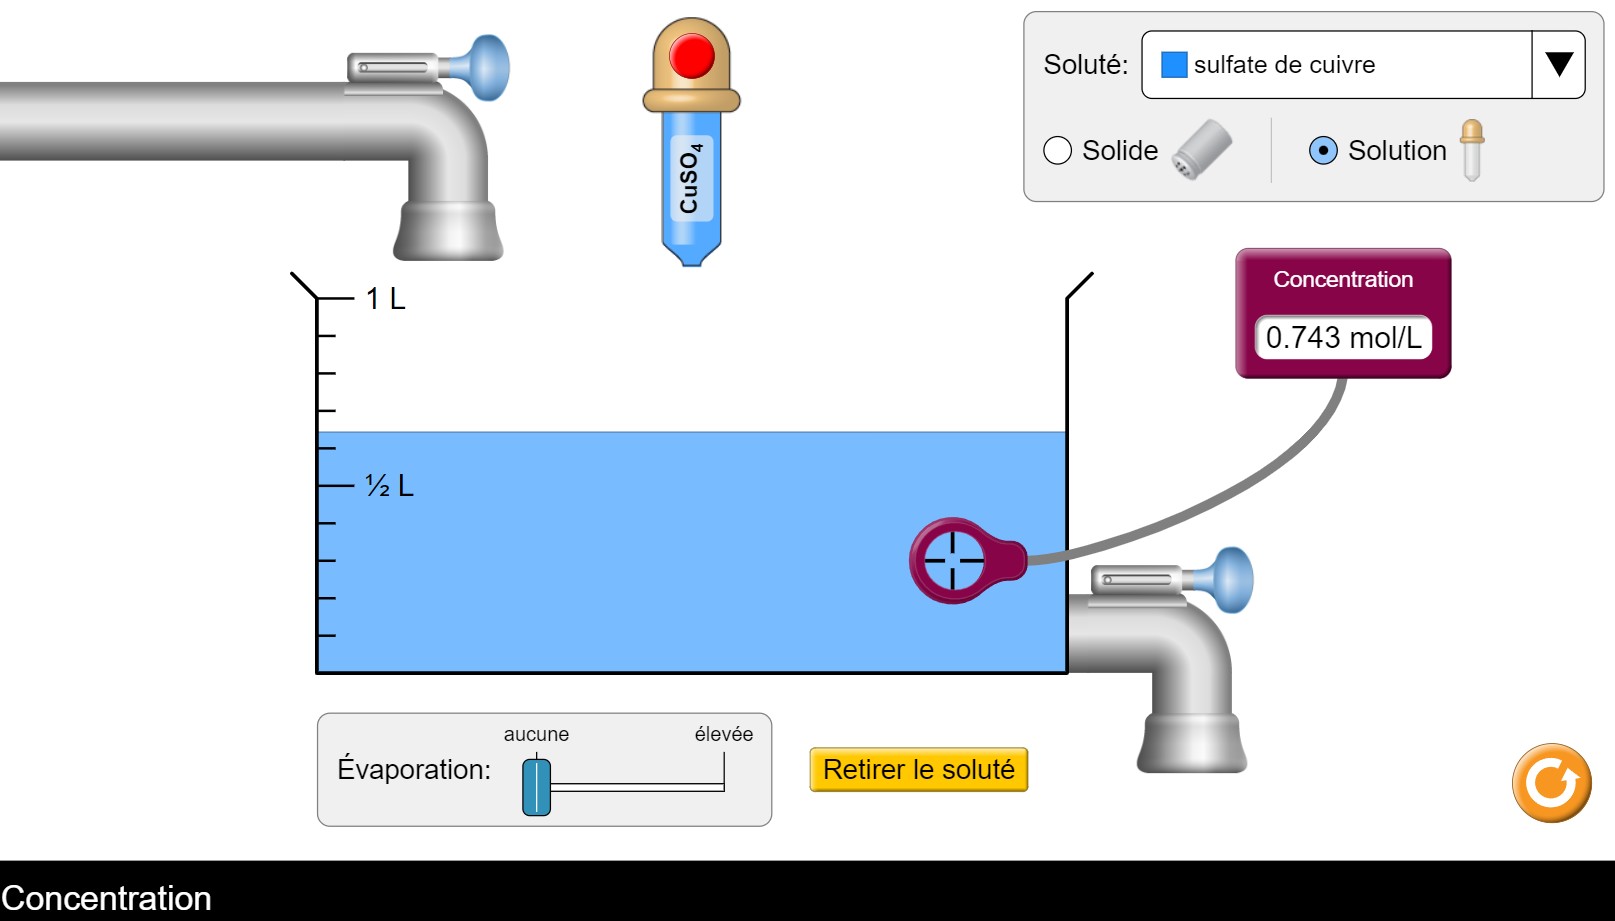 Soluté:
sulfate de cuivre
Solide
Solution
CuSO₄
1 L
½ L
Concentration
0.743 mol/L
aucune
élevée
Évaporation:
Retirer le soluté
Concentration